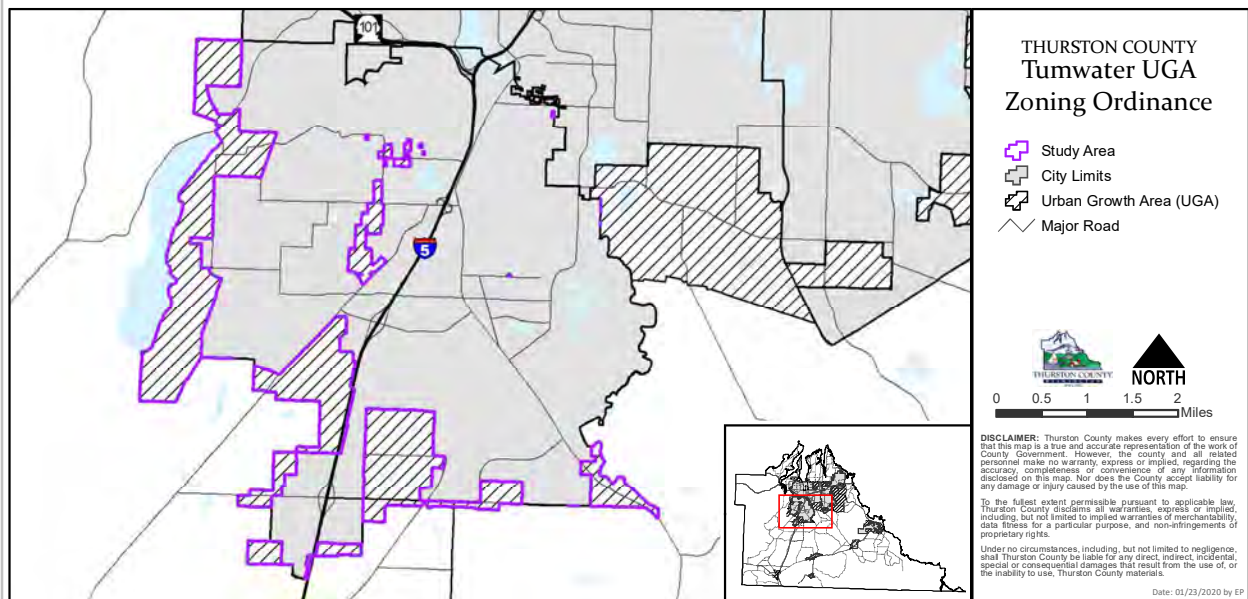 101
5
THURSTON COUNTY
Tumwater UGA
Zoning Ordinance
Study Area
City Limits
Urban Growth Area (UGA)
Major Road
THURSTON COUNTY
WASHINGTON
NORTH
0 0.5 1 1.5 2
Miles
DISCLAIMER: Thurston County makes every effort to ensure
that this map is a true and accurate representation of the work of
County Government. However, the county and all related
personnel make no warranty, express or implied, regarding the
accuracy, completeness or convenience of any information
disclosed on this map. Nor does the County accept liability for
any damage or injury caused by the use of this map.
To the fullest extent permissible pursuant to applicable law,
Thurston County disclaims all warranties, express or implied,
including, but not limited to implied warranties of merchantability,
data fitness for a particular purpose, and non-infringements of
proprietary rights.
Under no circumstances, including, but not limited to negligence,
shall Thurston County be liable for any direct, indirect, incidental,
special or consequential damages that result from the use of, or
the inability to use, Thurston County materials.
Date: 01/23/2020 by EP